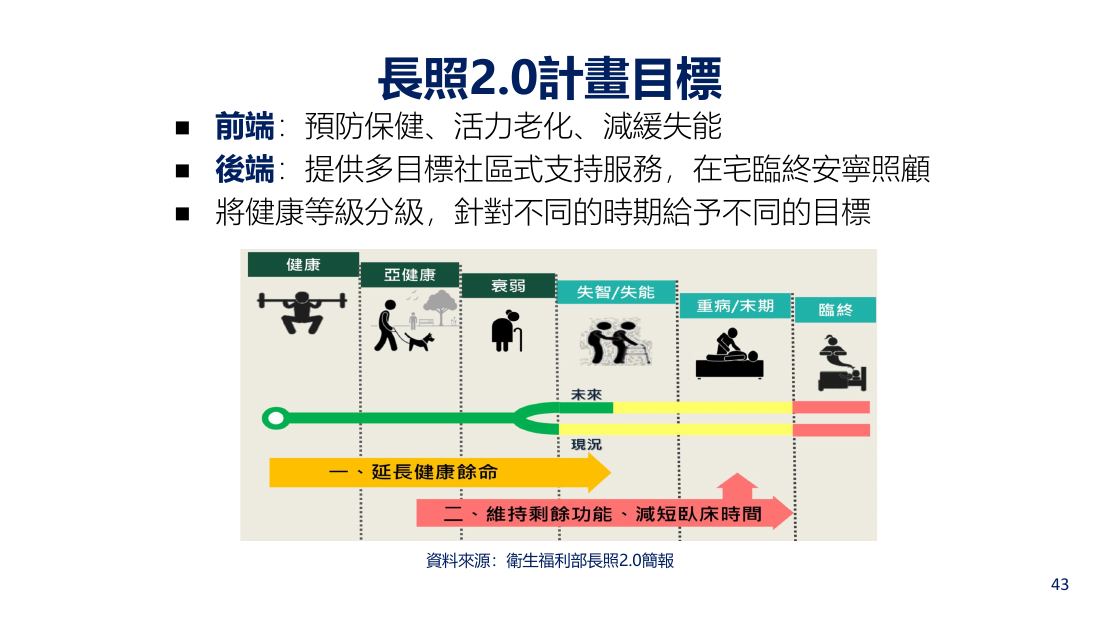 長照2.0計畫目標
■ 前端：預防保健、活力老化、減緩失能
■ 後端：提供多目標社區式支持服務，在宅臨終安寧照顧
■ 將健康等級分級，針對不同的時期給予不同的目標
健康
亞健康
衰弱
失智/失能
重病/末期
臨終
未來
現況
一、延長健康餘命
二、維持剩餘功能、減短臥床時間
資料來源：衛生福利部長照2.0簡報
43